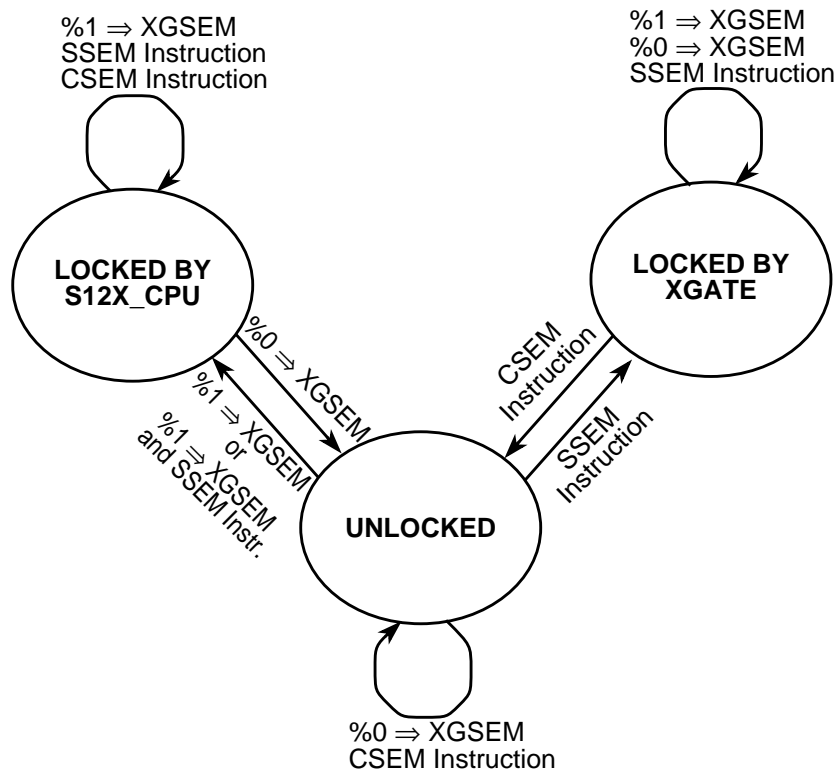 %1 ⇒ XGSEM
SSEM Instruction
CSEM Instruction
%1 ⇒ XGSEM
%0 ⇒ XGSEM
SSEM Instruction
LOCKED BY
S12X_CPU
LOCKED BY
XGATE
%0 ⇒ XGSEM
%1 ⇒ XGSEM
or
%1 ⇒ XGSEM
and SSEM Instr.
CSEM
Instruction
SSEM
Instruction
UNLOCKED
%0 ⇒ XGSEM
CSEM Instruction